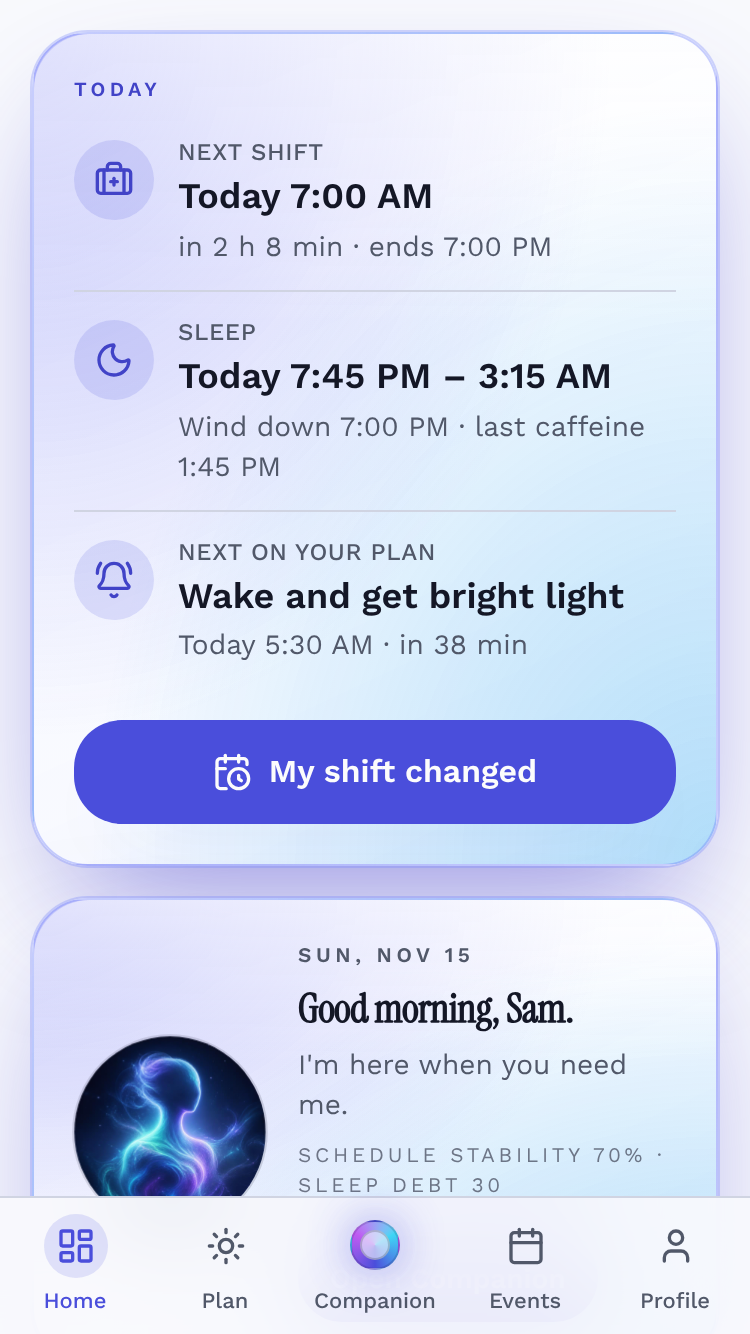 TODAY
NEXT SHIFT
Today 7:00 AM
in 2 h 8 min · ends 7:00 PM
SLEEP
Today 7:45 PM – 3:15 AM
Wind down 7:00 PM · last caffeine
1:45 PM
NEXT ON YOUR PLAN
Wake and get bright light
Today 5:30 AM · in 38 min
My shift changed
SUN, NOV 15
Good morning, Sam.
I'm here when you need
me.
SCHEDULE STABILITY 70% ·
SLEEP DEBT 30
Home
Plan
Companion
Events
Profile